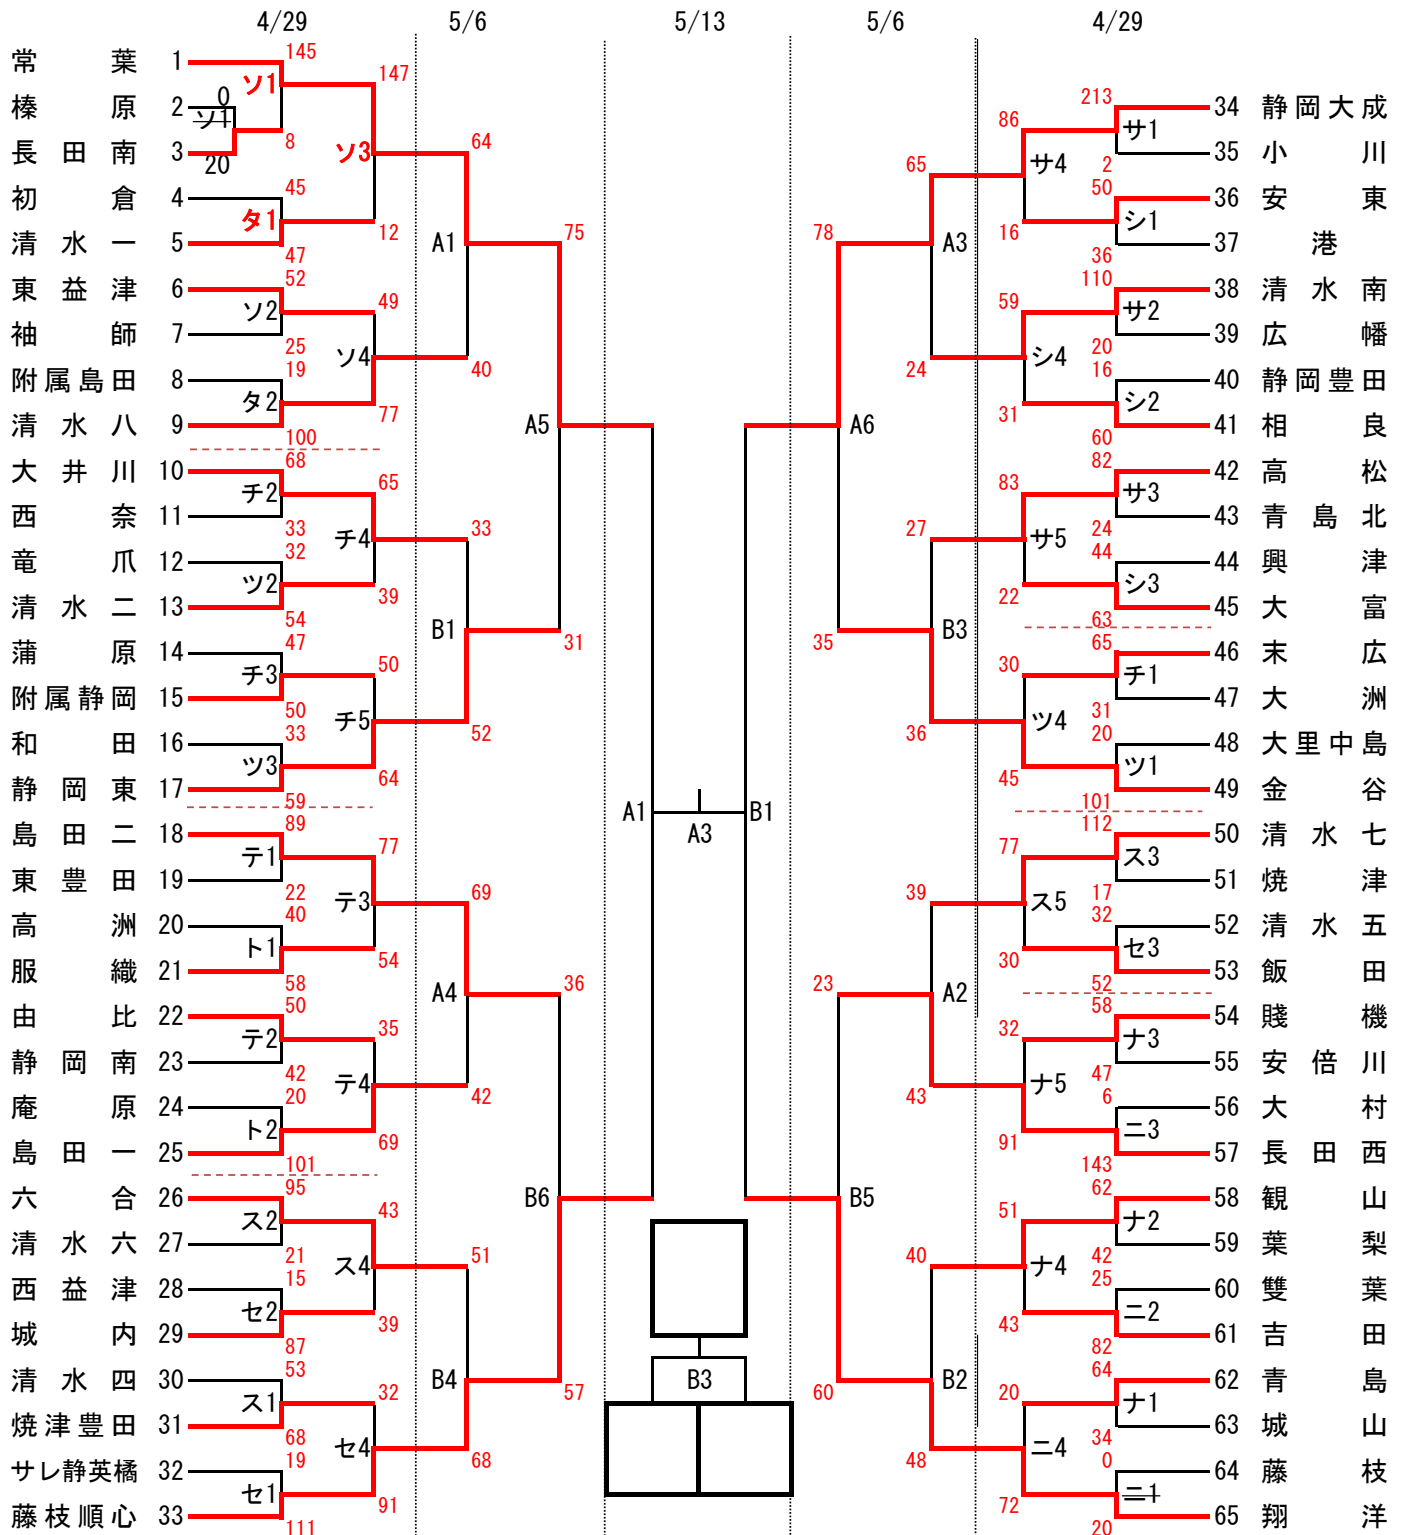 4/29 5/6 5/13 5/6 4/29
常葉 1 145
ソ1 147
榛原 2 0 213 34 静岡大成
ソ1 86 サ1
長田南 3 20 8 ソ3 64 65 サ4 2 35 小川
初倉 4 45 50 36 安東
タ1 12 16 シ1
清水一 5 47 A1 75 78 A3 36 37 港
東益津 6 52 49 59 110 38 清水南
ソ2 サ2
袖師 7 25 ソ4 40 24 シ4 20 39 広幡
附属島田 8 19 16 40 静岡豊田
タ2 77 31 シ2
清水八 9 100 A5 A6 60 41 相良
大井川 10 68 65 83 82 42 高松
チ2 サ3
西奈 11 33 チ4 33 27 サ5 24 43 青島北
竜爪 12 32 44 44 興津
ツ2 39 22 シ3
清水二 13 54 B1 31 35 B3 63 45 大富
蒲原 14 47 50 30 65 46 末広
チ3 チ1
附属静岡 15 50 チ5 52 36 ツ4 31 47 大洲
和田 16 33 20 48 大里中島
ツ3 64 45 ツ1
静岡東 17 59 101 49 金谷
A1 A3 B1
島田二 18 89 77 77 112 50 清水七
テ1 ス3
東豊田 19 22 テ3 69 39 ス5 17 51 焼津
高洲 20 40 32 52 清水五
ト1 54 30 セ3
服織 21 58 A4 36 23 A2 52 53 飯田
由比 22 50 35 32 58 54 賤機
テ2 ナ3
静岡南 23 42 テ4 42 43 ナ5 47 55 安倍川
庵原 24 20 6 56 大村
ト2 69 91 ニ3
島田一 25 101 143 57 長田西
六合 26 95 43 B6 B5 51 62 58 観山
ス2 ナ2
清水六 27 21 ス4 51 40 ナ4 42 59 葉梨
西益津 28 15 25 60 雙葉
セ2 39 43 ニ2
城内 29 87 82 61 吉田
清水四 30 53 32 B4 57 B3 60 B2 20 64 62 青島
ス1 ナ1
焼津豊田 31 68 セ4 68 48 ニ4 34 63 城山
サレ静英橘 32 19 0 64 藤枝
セ1 91 72 ニ1
藤枝順心 33 111 20 65 翔洋